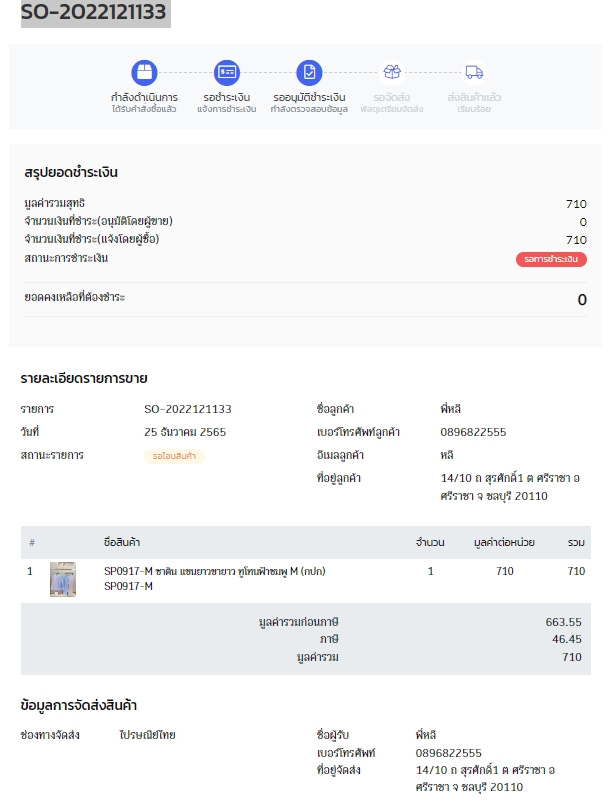 SO-2022121133
กำลังดำเนินการ
ได้รับคำสั่งซื้อแล้ว
รอชำระเงิน
แจ้งการชำระเงิน
รออนุมัติชำระเงิน
กำลังตรวจสอบข้อมูล
รอจัดส่ง
พัสดุเตรียมจัดส่ง
ส่งสินค้าแล้ว
เรียบร้อย
สรุปยอดชำระเงิน
มูลค่ารวมสุทธิ 710
จำนวนเงินที่ชำระ(อนุมัติโดยผู้ขาย) 0
จำนวนเงินที่ชำระ(แจ้งโดยผู้ซื้อ) 710
สถานะการชำระเงิน รอการชำระเงิน
ยอดคงเหลือที่ต้องชำระ 0
รายละเอียดรายการขาย
รายการ SO-2022121133 ชื่อลูกค้า พี่หลี
วันที่ 25 ธันวาคม 2565 เบอร์โทรศัพท์ลูกค้า 0896822555
สถานะรายการ รอโอนสินค้า อีเมลลูกค้า หลี
ที่อยู่ลูกค้า 14/10 ถ สุรศักดิ์1 ต ศรีราชา อ
ศรีราชา จ ชลบุรี 20110
# ชื่อสินค้า จำนวน มูลค่าต่อหน่วย รวม
1 SP0917-M ซาติน แขนยาวขายาว ทูโทนฟ้าชมพู M (กปก) 1 710 710
SP0917-M
มูลค่ารวมก่อนภาษี 663.55
ภาษี 46.45
มูลค่ารวม 710
ข้อมูลการจัดส่งสินค้า
ช่องทางจัดส่ง ไปรษณีย์ไทย ชื่อผู้รับ พี่หลี
เบอร์โทรศัพท์ 0896822555
ที่อยู่จัดส่ง 14/10 ถ สุรศักดิ์1 ต ศรีราชา อ
ศรีราชา จ ชลบุรี 20110